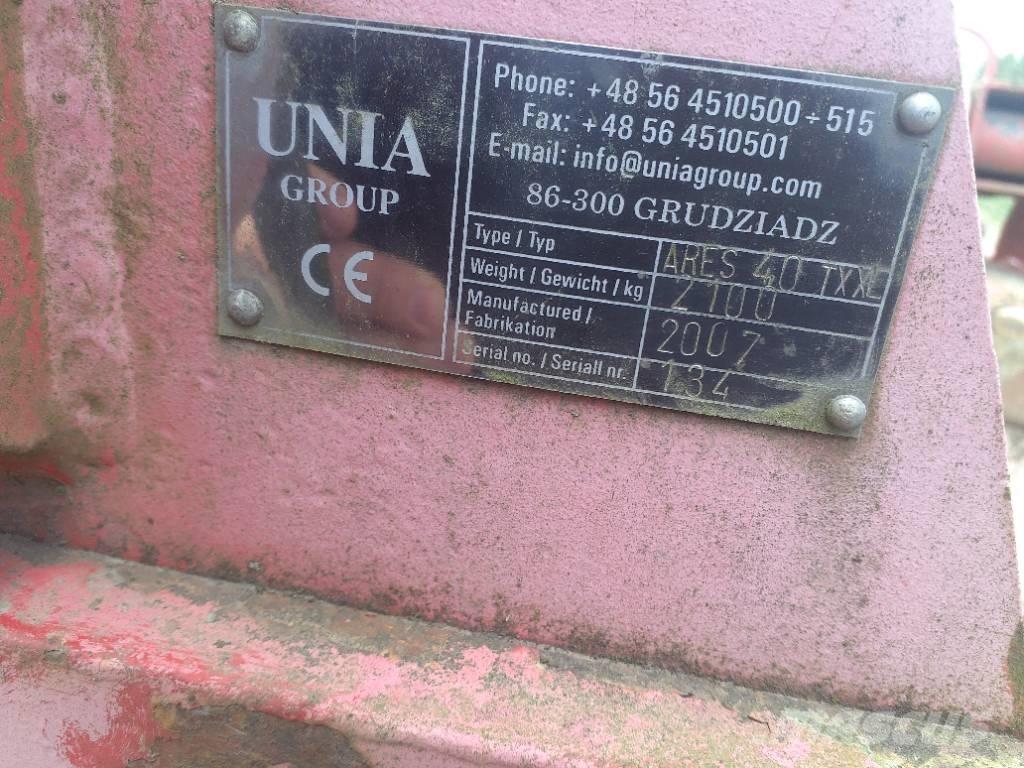 UNIA
GROUP
CE
Phone: +48 56 4510500÷515
Fax: +48 56 4510501
E-mail: info@uniagroup.com
86-300 GRUDZIADZ
Type / Typ ARES 40 TXXL
Weight / Gewicht / kg 2100
Manufactured /
Fabrikation 2007
Serial no. / Seriall nr. 134